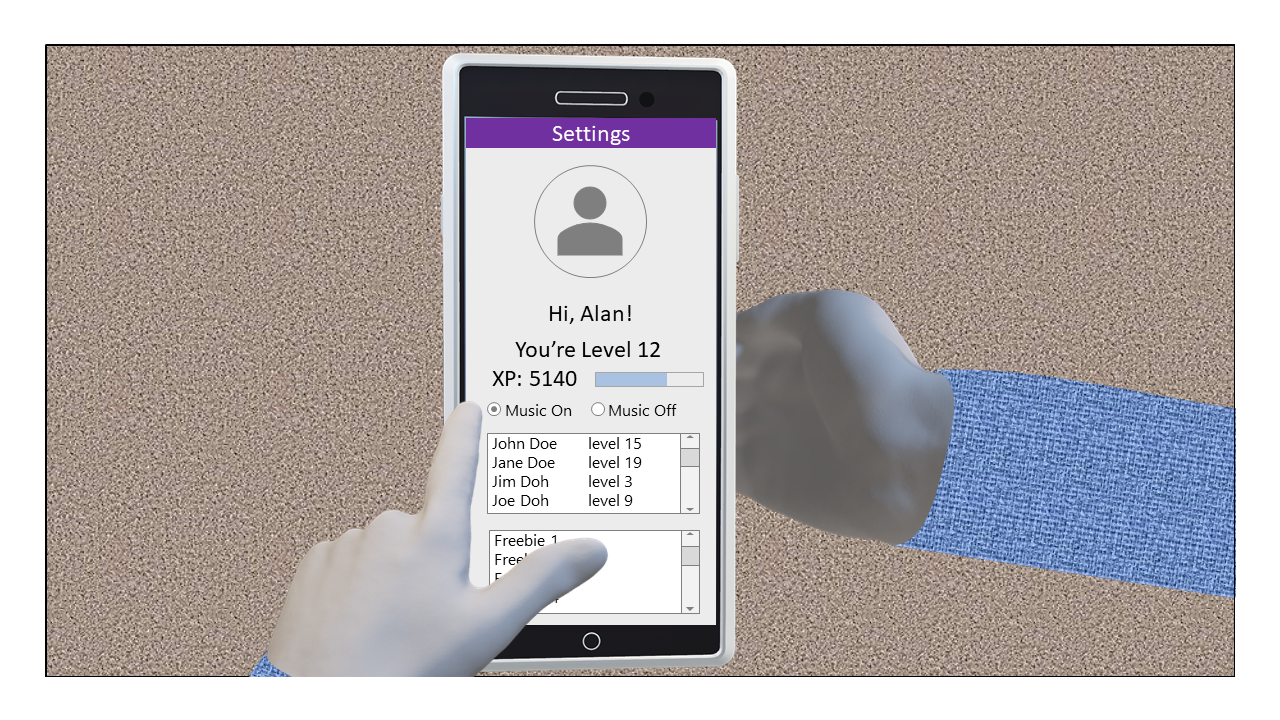 Settings
Hi, Alan!
You're Level 12
XP: 5140
Music On Music Off
John Doe level 15
Jane Doe level 19
Jim Doh level 3
Joe Doh level 9
Freebie 1